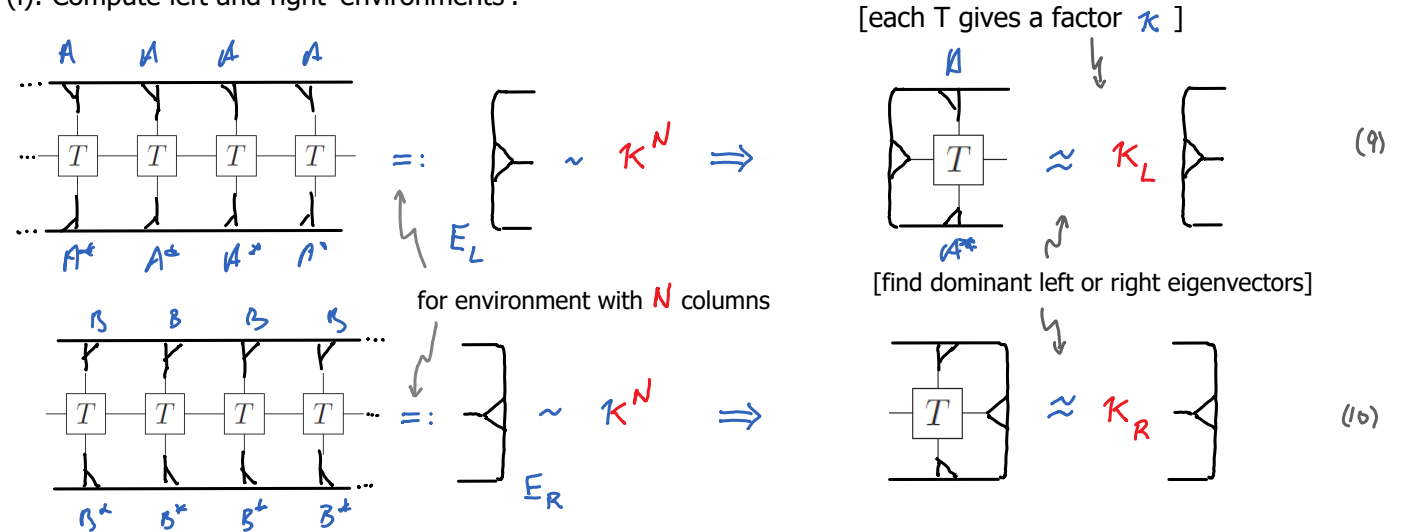 (i): Compute left and right 'environments':
[each T gives a factor κ ]
A A A A
A
... T T T T =: ~ κ^N ⟹ T ≈ κ_L (9)
A* A* A* A* E_L
A*
[find dominant left or right eigenvectors]
for environment with N columns
B B B B ...
T T T T ... =: ~ κ^N ⟹ T ≈ κ_R (10)
...
B* B* B* B* E_R